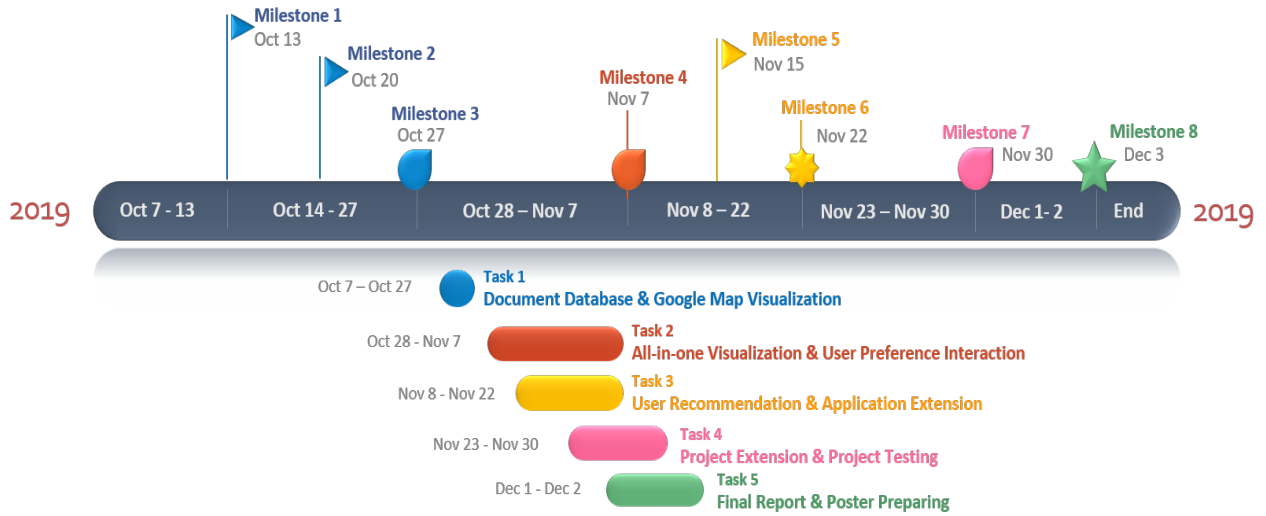 Milestone 1
Oct 13
Milestone 2
Oct 20
Milestone 3
Oct 27
Milestone 4
Nov 7
Milestone 5
Nov 15
Milestone 6
Nov 22
Milestone 7
Nov 30
Milestone 8
Dec 3
2019
Oct 7 - 13
Oct 14 - 27
Oct 28 – Nov 7
Nov 8 – 22
Nov 23 – Nov 30
Dec 1- 2
End
2019
Oct 7 – Oct 27
Task 1
Document Database & Google Map Visualization
Oct 28 - Nov 7
Task 2
All-in-one Visualization & User Preference Interaction
Nov 8 - Nov 22
Task 3
User Recommendation & Application Extension
Nov 23 - Nov 30
Task 4
Project Extension & Project Testing
Dec 1 - Dec 2
Task 5
Final Report & Poster Preparing